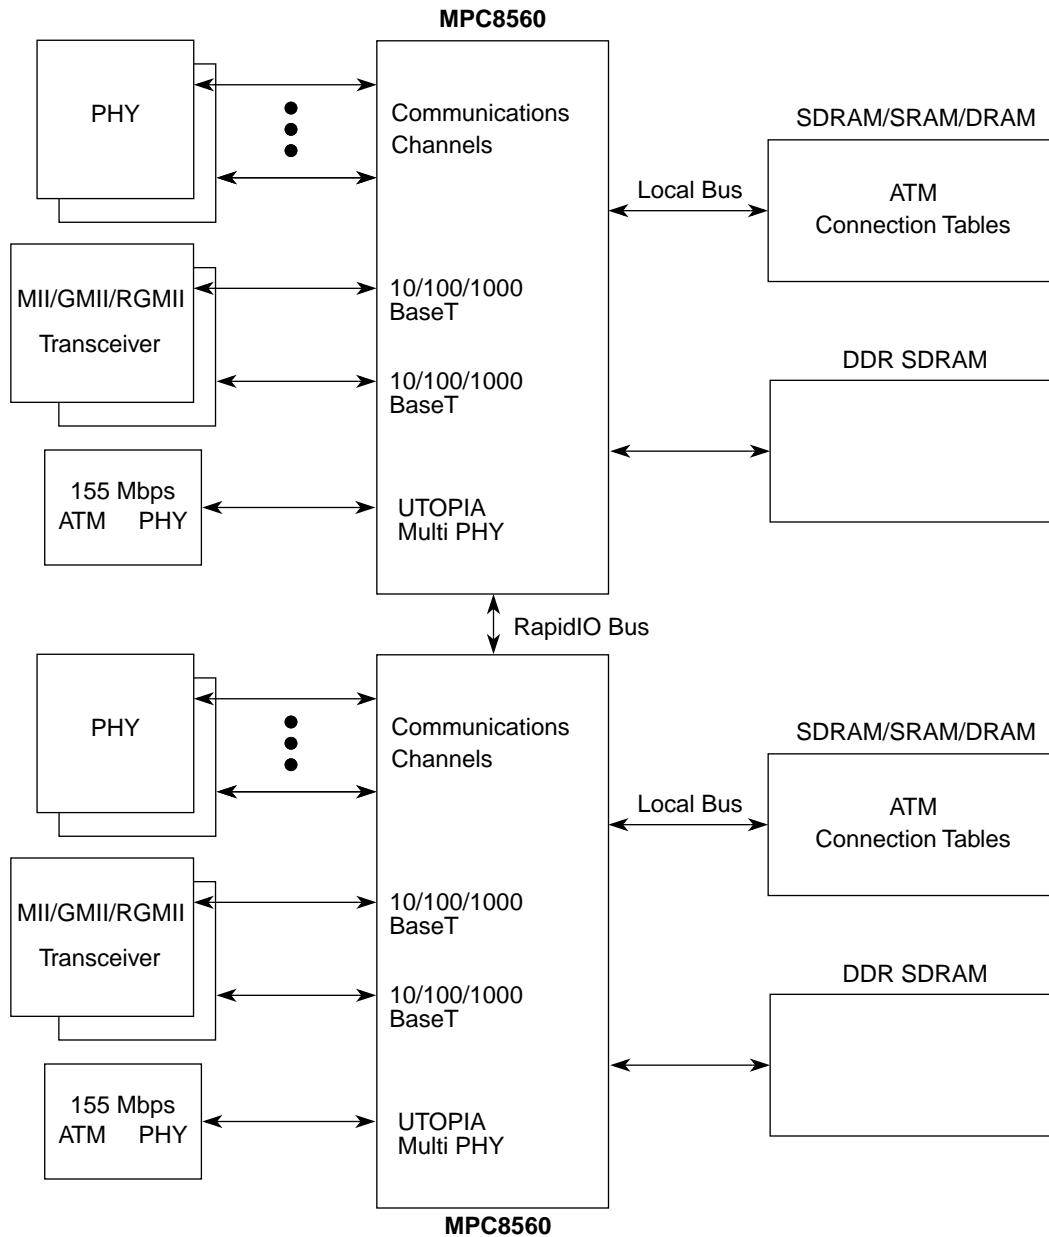 MPC8560
PHY
Communications
Channels
SDRAM/SRAM/DRAM
Local Bus
ATM
Connection Tables
MII/GMII/RGMII
Transceiver
10/100/1000
BaseT
10/100/1000
BaseT
DDR SDRAM
155 Mbps
ATM PHY
UTOPIA
Multi PHY
RapidIO Bus
PHY
Communications
Channels
SDRAM/SRAM/DRAM
Local Bus
ATM
Connection Tables
MII/GMII/RGMII
Transceiver
10/100/1000
BaseT
10/100/1000
BaseT
DDR SDRAM
155 Mbps
ATM PHY
UTOPIA
Multi PHY
MPC8560